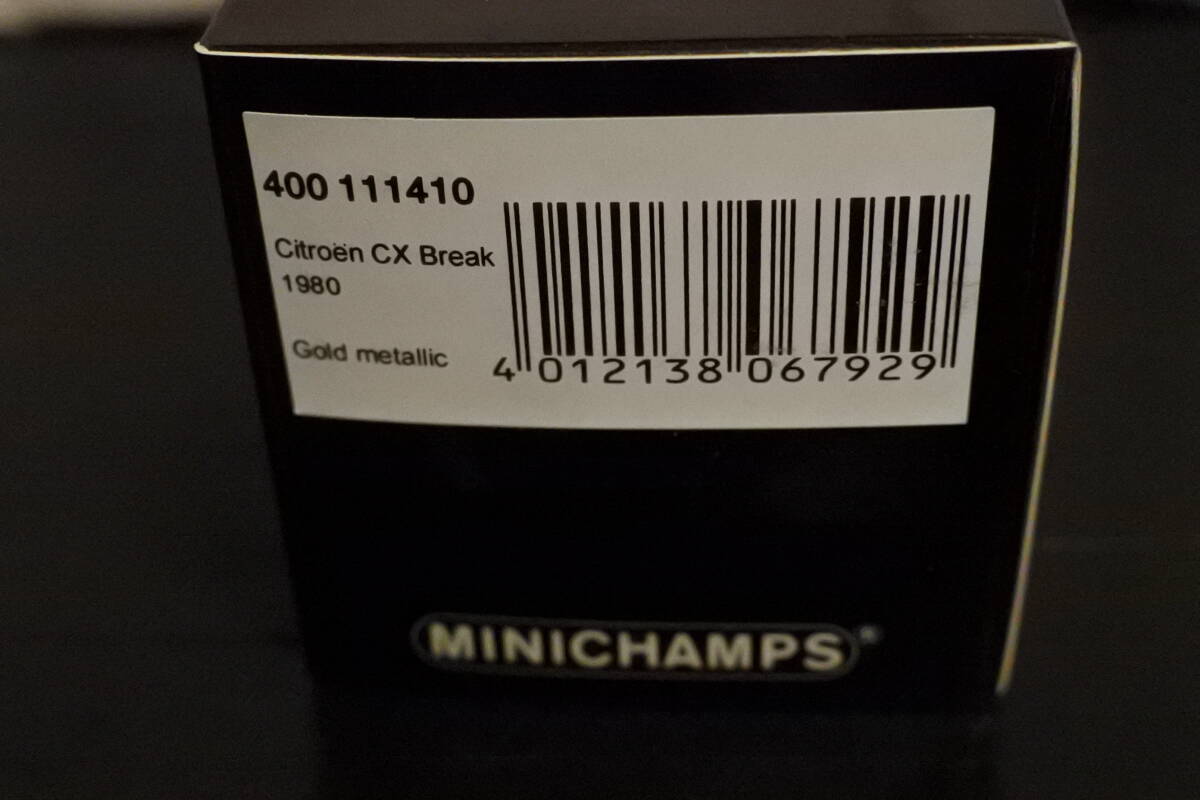 400 111410
Citroën CX Break
1980
Gold metallic
4 012138 067929
MINICHAMPS